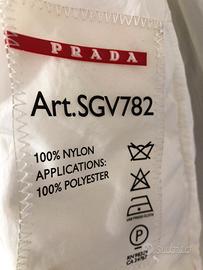 PRADA
Art.SGV782
100% NYLON
APPLICATIONS:
100% POLYESTER
P